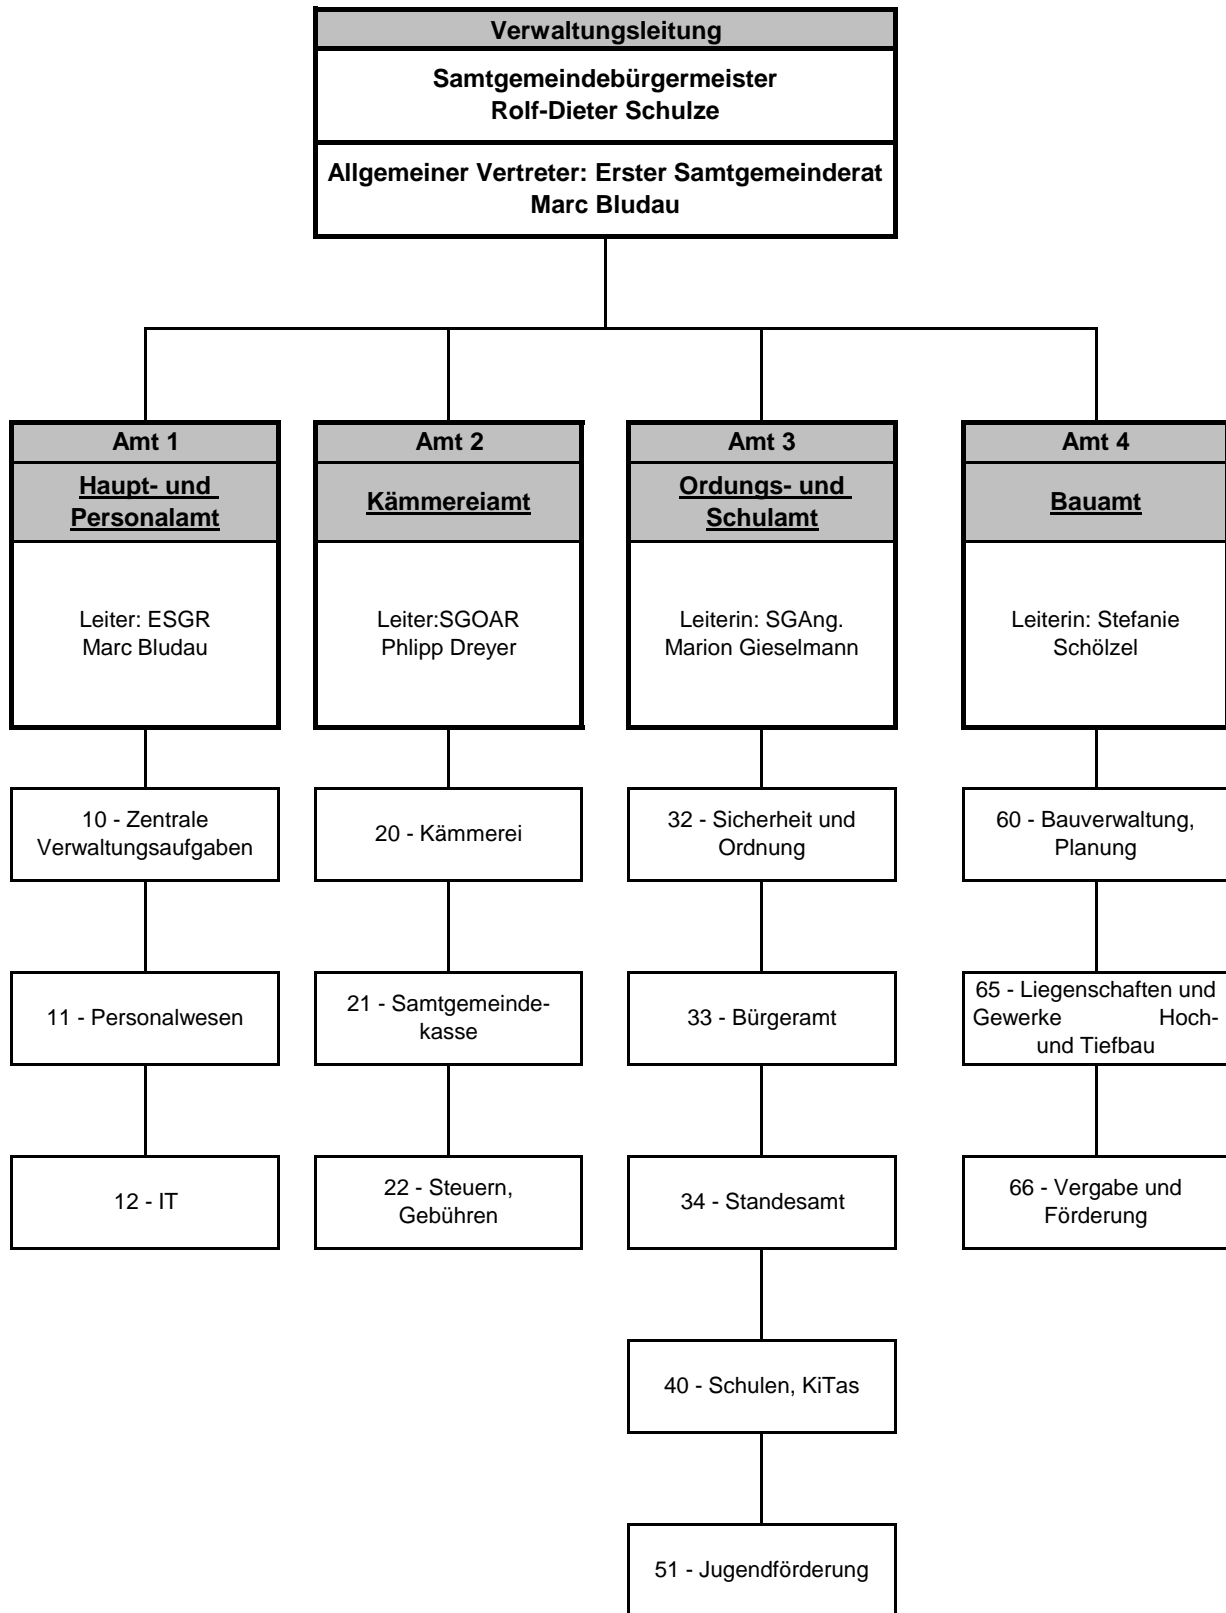 Verwaltungsleitung
Samtgemeindebürgermeister
Rolf-Dieter Schulze
Allgemeiner Vertreter: Erster Samtgemeinderat
Marc Bludau
Amt 1
Haupt- und
Personalamt
Leiter: ESGR
Marc Bludau
10 - Zentrale
Verwaltungsaufgaben
11 - Personalwesen
12 - IT
Amt 2
Kämmereiamt
Leiter:SGOAR
Phlipp Dreyer
20 - Kämmerei
21 - Samtgemeinde-
kasse
22 - Steuern,
Gebühren
Amt 3
Ordungs- und
Schulamt
Leiterin: SGAng.
Marion Gieselmann
32 - Sicherheit und
Ordnung
33 - Bürgeramt
34 - Standesamt
40 - Schulen, KiTas
51 - Jugendförderung
Amt 4
Bauamt
Leiterin: Stefanie
Schölzel
60 - Bauverwaltung,
Planung
65 - Liegenschaften und
Gewerke Hoch-
und Tiefbau
66 - Vergabe und
Förderung